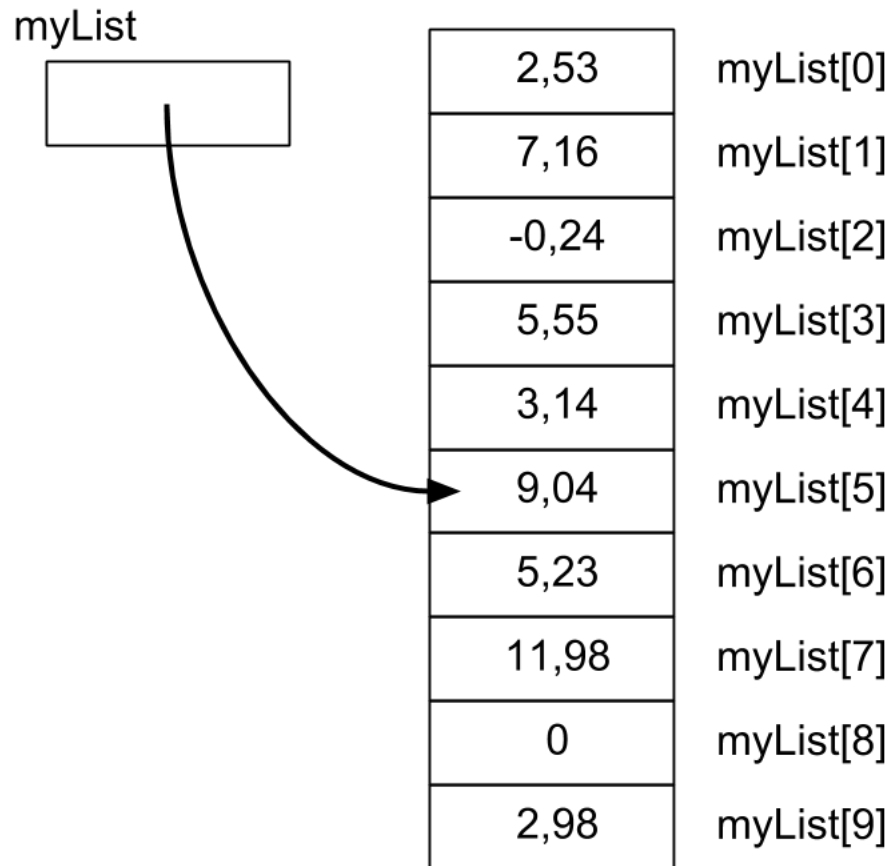 myList
2,53 myList[0]
7,16 myList[1]
-0,24 myList[2]
5,55 myList[3]
3,14 myList[4]
9,04 myList[5]
5,23 myList[6]
11,98 myList[7]
0 myList[8]
2,98 myList[9]